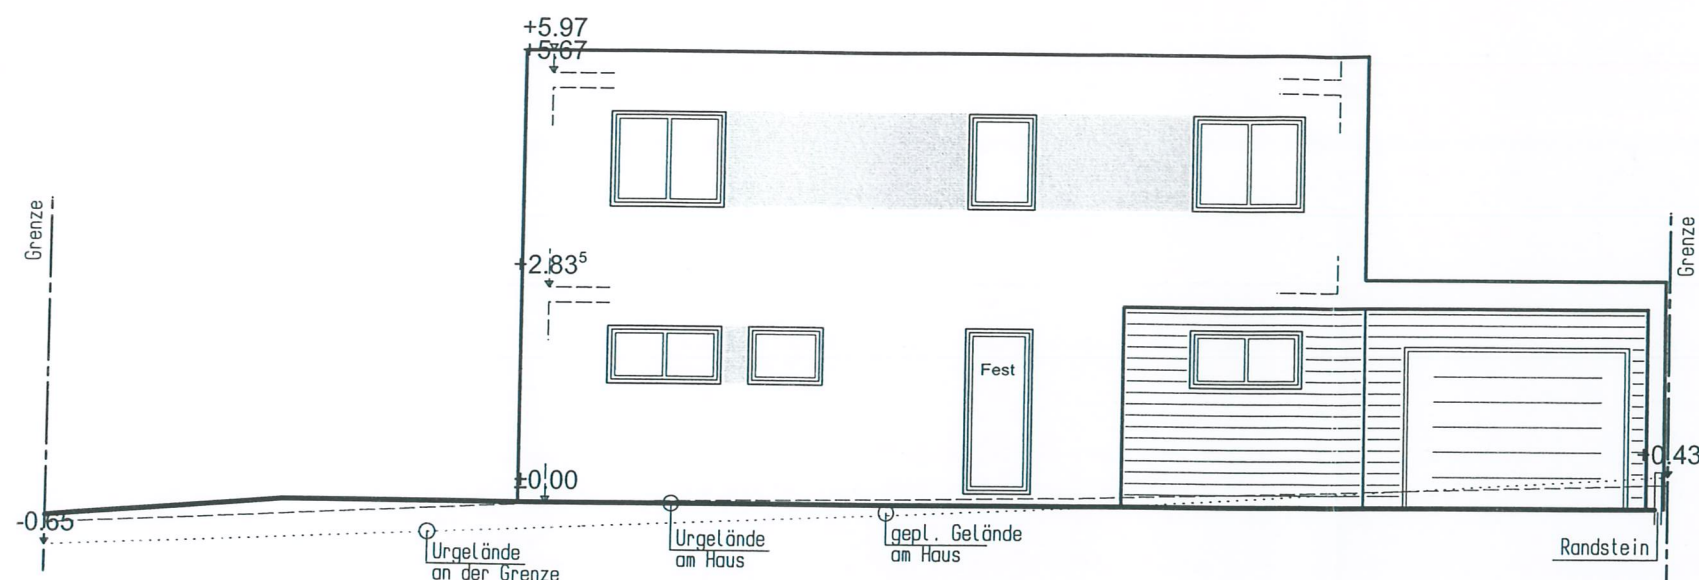 +5.97
+5.67
Grenze
Grenze
+2.83⁵
Fest
+0.43
±0.00
-0.65
Urgelände
an der Grenze
Urgelände
am Haus
gepl. Gelände
am Haus
Randstein